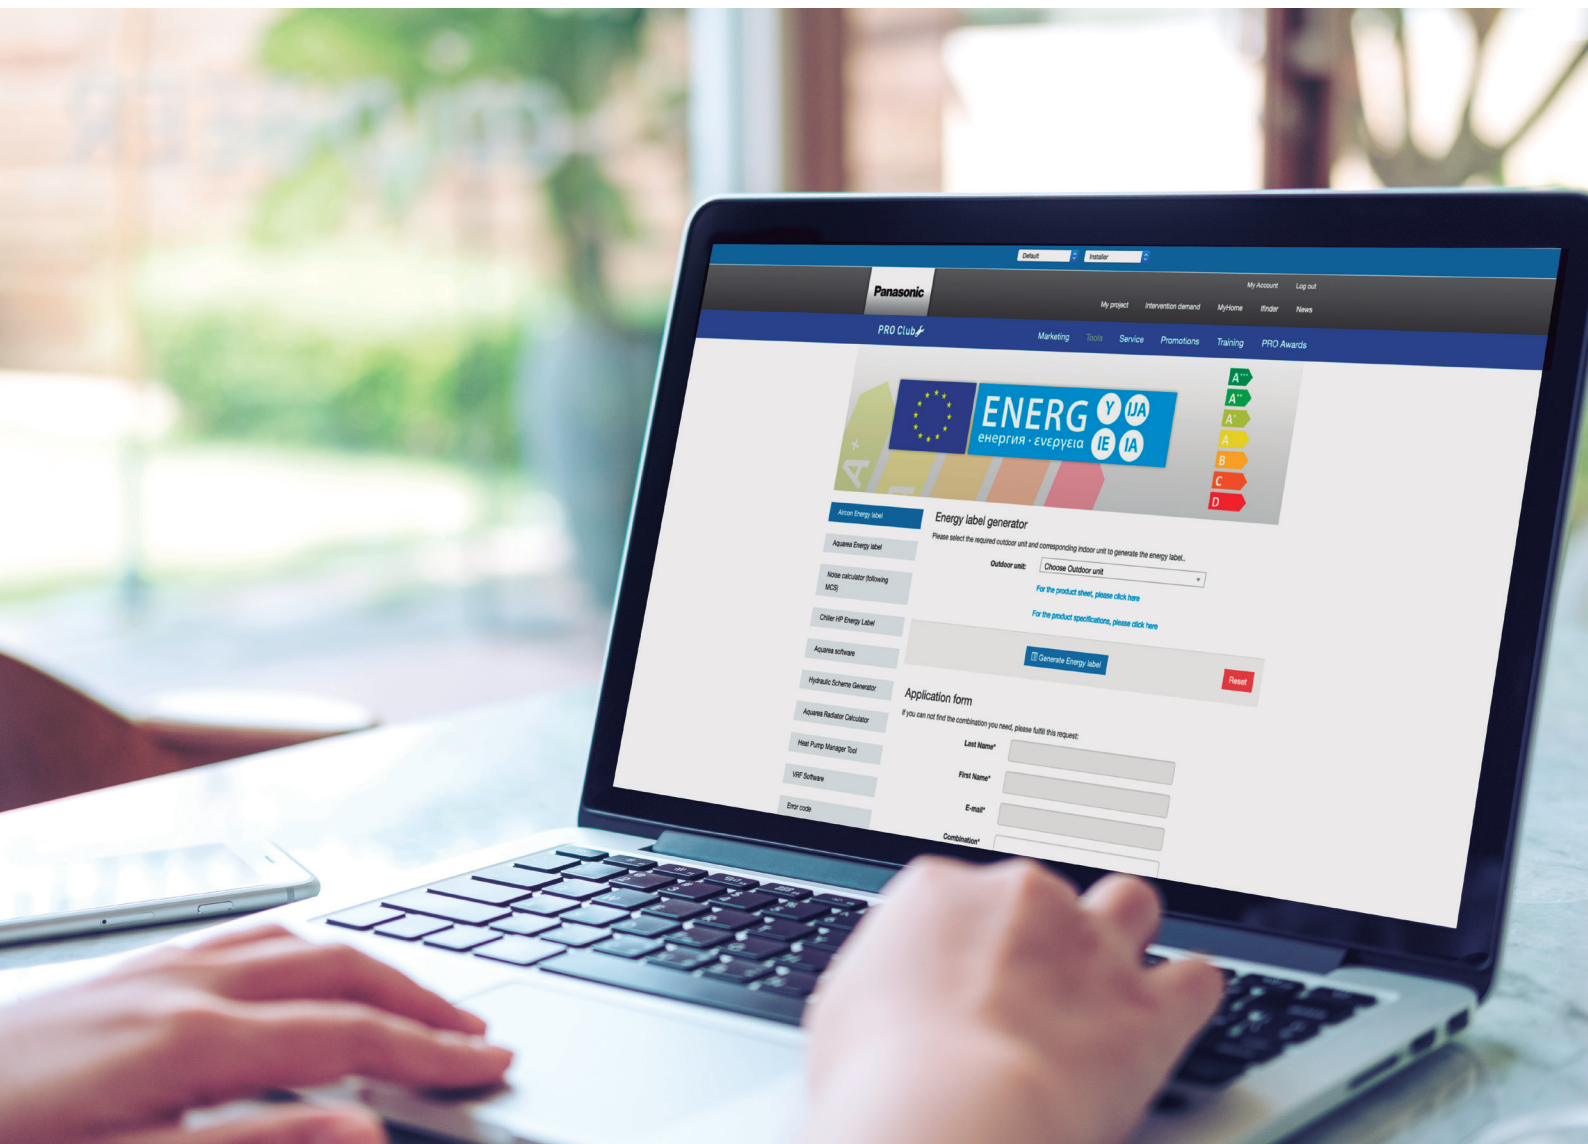 Default Installer
My Account Log out
Panasonic
My project Intervention demand MyHome Ifinder News
PRO Club
Marketing Tools Service Promotions Training PRO Awards
ENERG Y IJA
енергия · ενεργεια IE IA
A+++
A++
A+
A
B
C
D
A+
Aircon Energy label
Aquarea Energy label
Noise calculator (following
MCS)
Chiller HP Energy Label
Aquarea software
Hydraulic Scheme Generator
Aquarea Radiator Calculator
Heat Pump Manager Tool
VRF Software
Error code
Energy label generator
Please select the required outdoor unit and corresponding indoor unit to generate the energy label..
Outdoor unit: Choose Outdoor unit
For the product sheet, please click here
For the product specifications, please click here
Generate Energy label
Reset
Application form
If you can not find the combination you need, please fulfill this request:
Last Name*
First Name*
E-mail*
Combination*